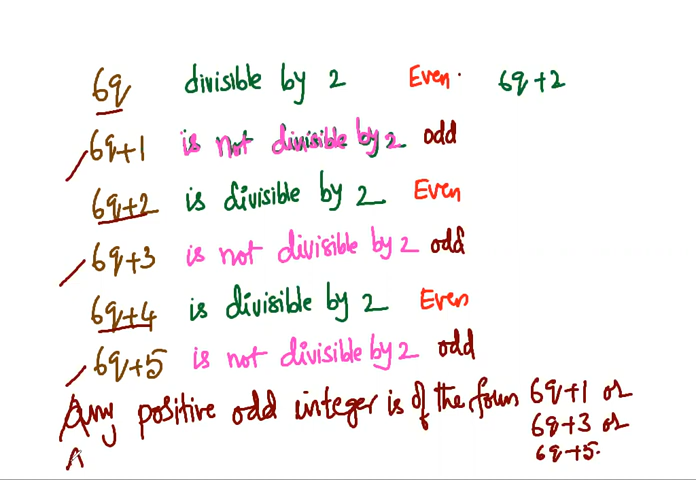 6q divisible by 2 Even 6q+2
6q+1 is not divisible by 2 odd
6q+2 is divisible by 2 Even
6q+3 is not divisible by 2 odd
6q+4 is divisible by 2 Even
6q+5 is not divisible by 2 odd
Any positive odd integer is of the form 6q+1 or
6q+3 or
6q+5.